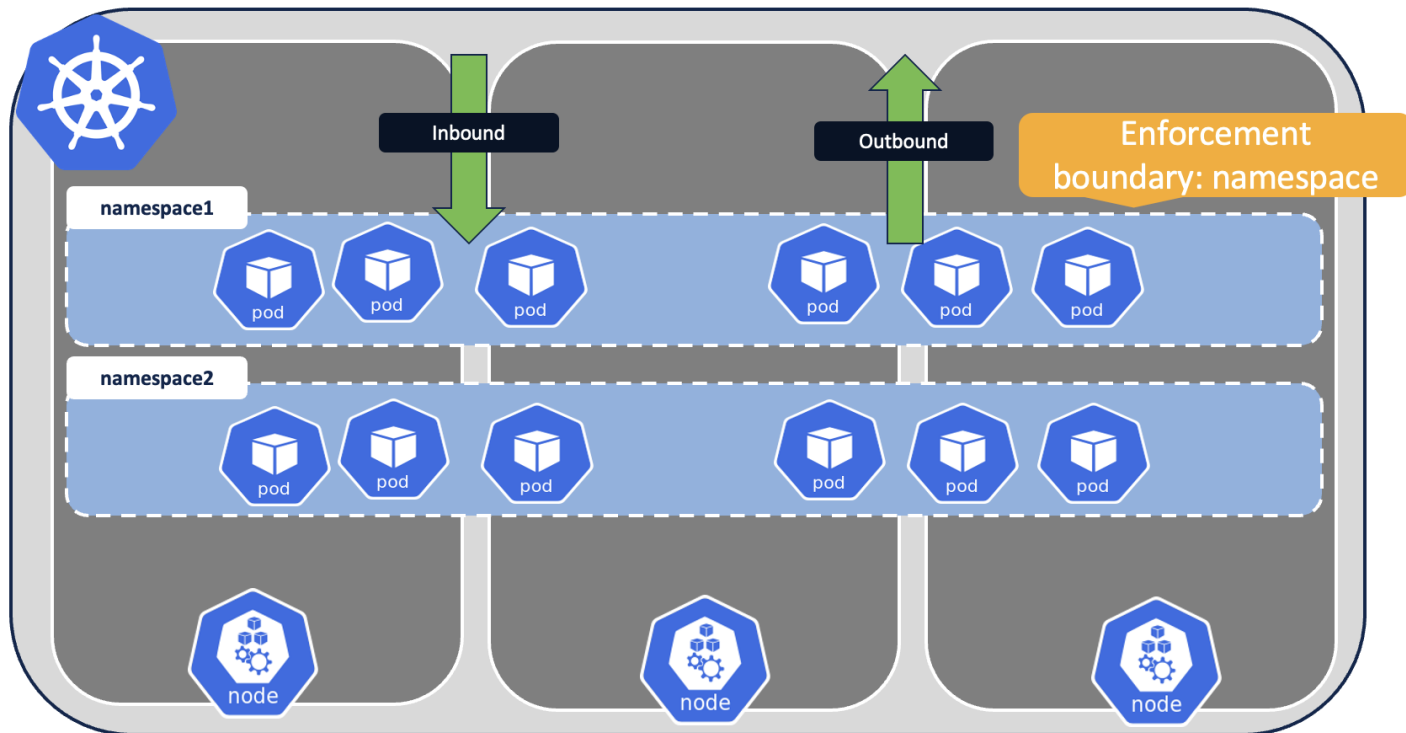 Inbound
Outbound
Enforcement
boundary: namespace
namespace1
pod
pod
pod
pod
pod
pod
namespace2
pod
pod
pod
pod
pod
pod
node
node
node